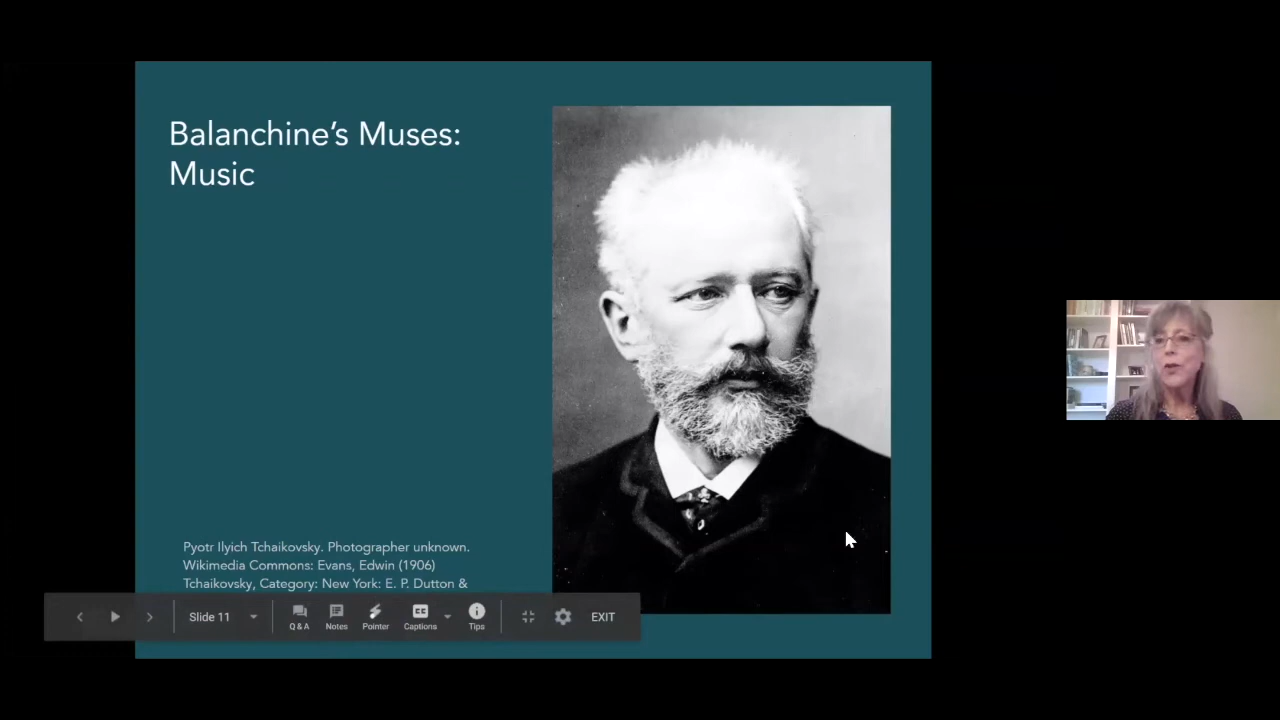 Balanchine’s Muses:
Music
Pyotr Ilyich Tchaikovsky. Photographer unknown.
Wikimedia Commons: Evans, Edwin (1906)
Tchaikovsky, Category: New York: E. P. Dutton &
Slide 11
Q & A
Notes
Pointer
Captions
Tips
EXIT